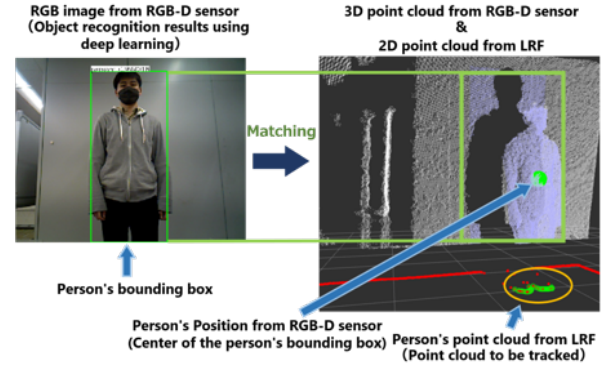 RGB image from RGB-D sensor
(Object recognition results using
deep learning)
3D point cloud from RGB-D sensor
&
2D point cloud from LRF
Matching
Person's bounding box
Person's Position from RGB-D sensor
(Center of the person's bounding box)
Person's point cloud from LRF
(Point cloud to be tracked)